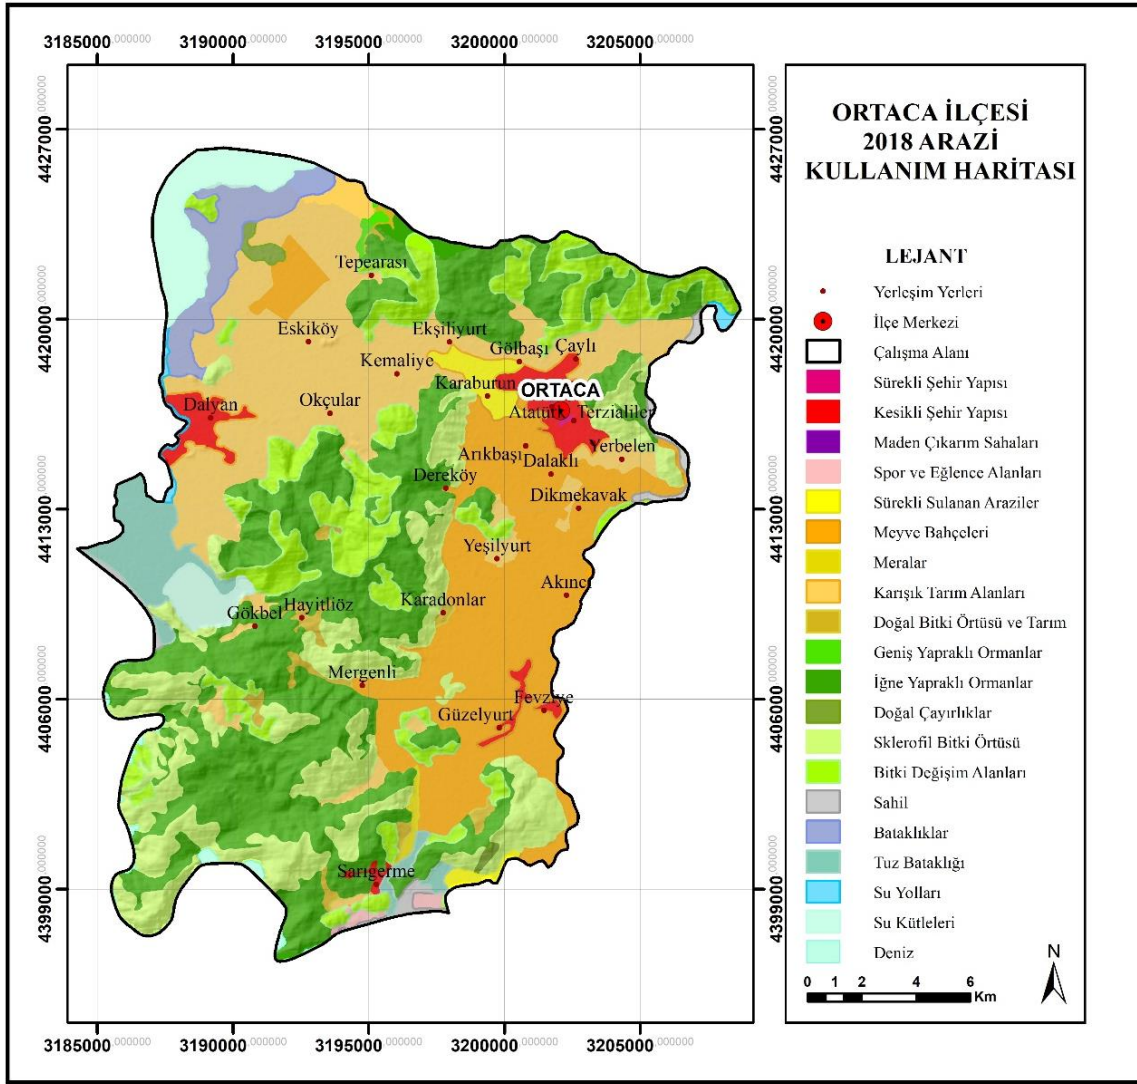 3185000,000000 3190000,000000 3195000,000000 3200000,000000 3205000,000000
4427000,000000 4427000,000000
4420000,000000 4420000,000000
4413000,000000 4413000,000000
4406000,000000 4406000,000000
4399000,000000 4399000,000000
Tepearası
Eskiköy
Ekşiliyurt
Gölbaşı
Çaylı
Kemaliye
Karaburun
ORTACA
Dalyan
Okçular
Atatürk
Terzialiler
Arıkbaşı
Yerbelen
Dereköy
Dalaklı
Dikmekavak
Yeşilyurt
Akıncı
Gökbel
Hayitliöz
Karadonlar
Mergenli
Fevziye
Güzelyurt
Sarıgerme
3185000,000000 3190000,000000 3195000,000000 3200000,000000 3205000,000000
ORTACA İLÇESİ
2018 ARAZİ
KULLANIM HARİTASI
LEJANT
Yerleşim Yerleri
İlçe Merkezi
Çalışma Alanı
Sürekli Şehir Yapısı
Kesikli Şehir Yapısı
Maden Çıkarım Sahaları
Spor ve Eğlence Alanları
Sürekli Sulanan Araziler
Meyve Bahçeleri
Meralar
Karışık Tarım Alanları
Doğal Bitki Örtüsü ve Tarım
Geniş Yapraklı Ormanlar
İğne Yapraklı Ormanlar
Doğal Çayırlıklar
Sklerofil Bitki Örtüsü
Bitki Değişim Alanları
Sahil
Bataklıklar
Tuz Bataklığı
Su Yolları
Su Kütleleri
Deniz
N
0 1 2 4 6
Km